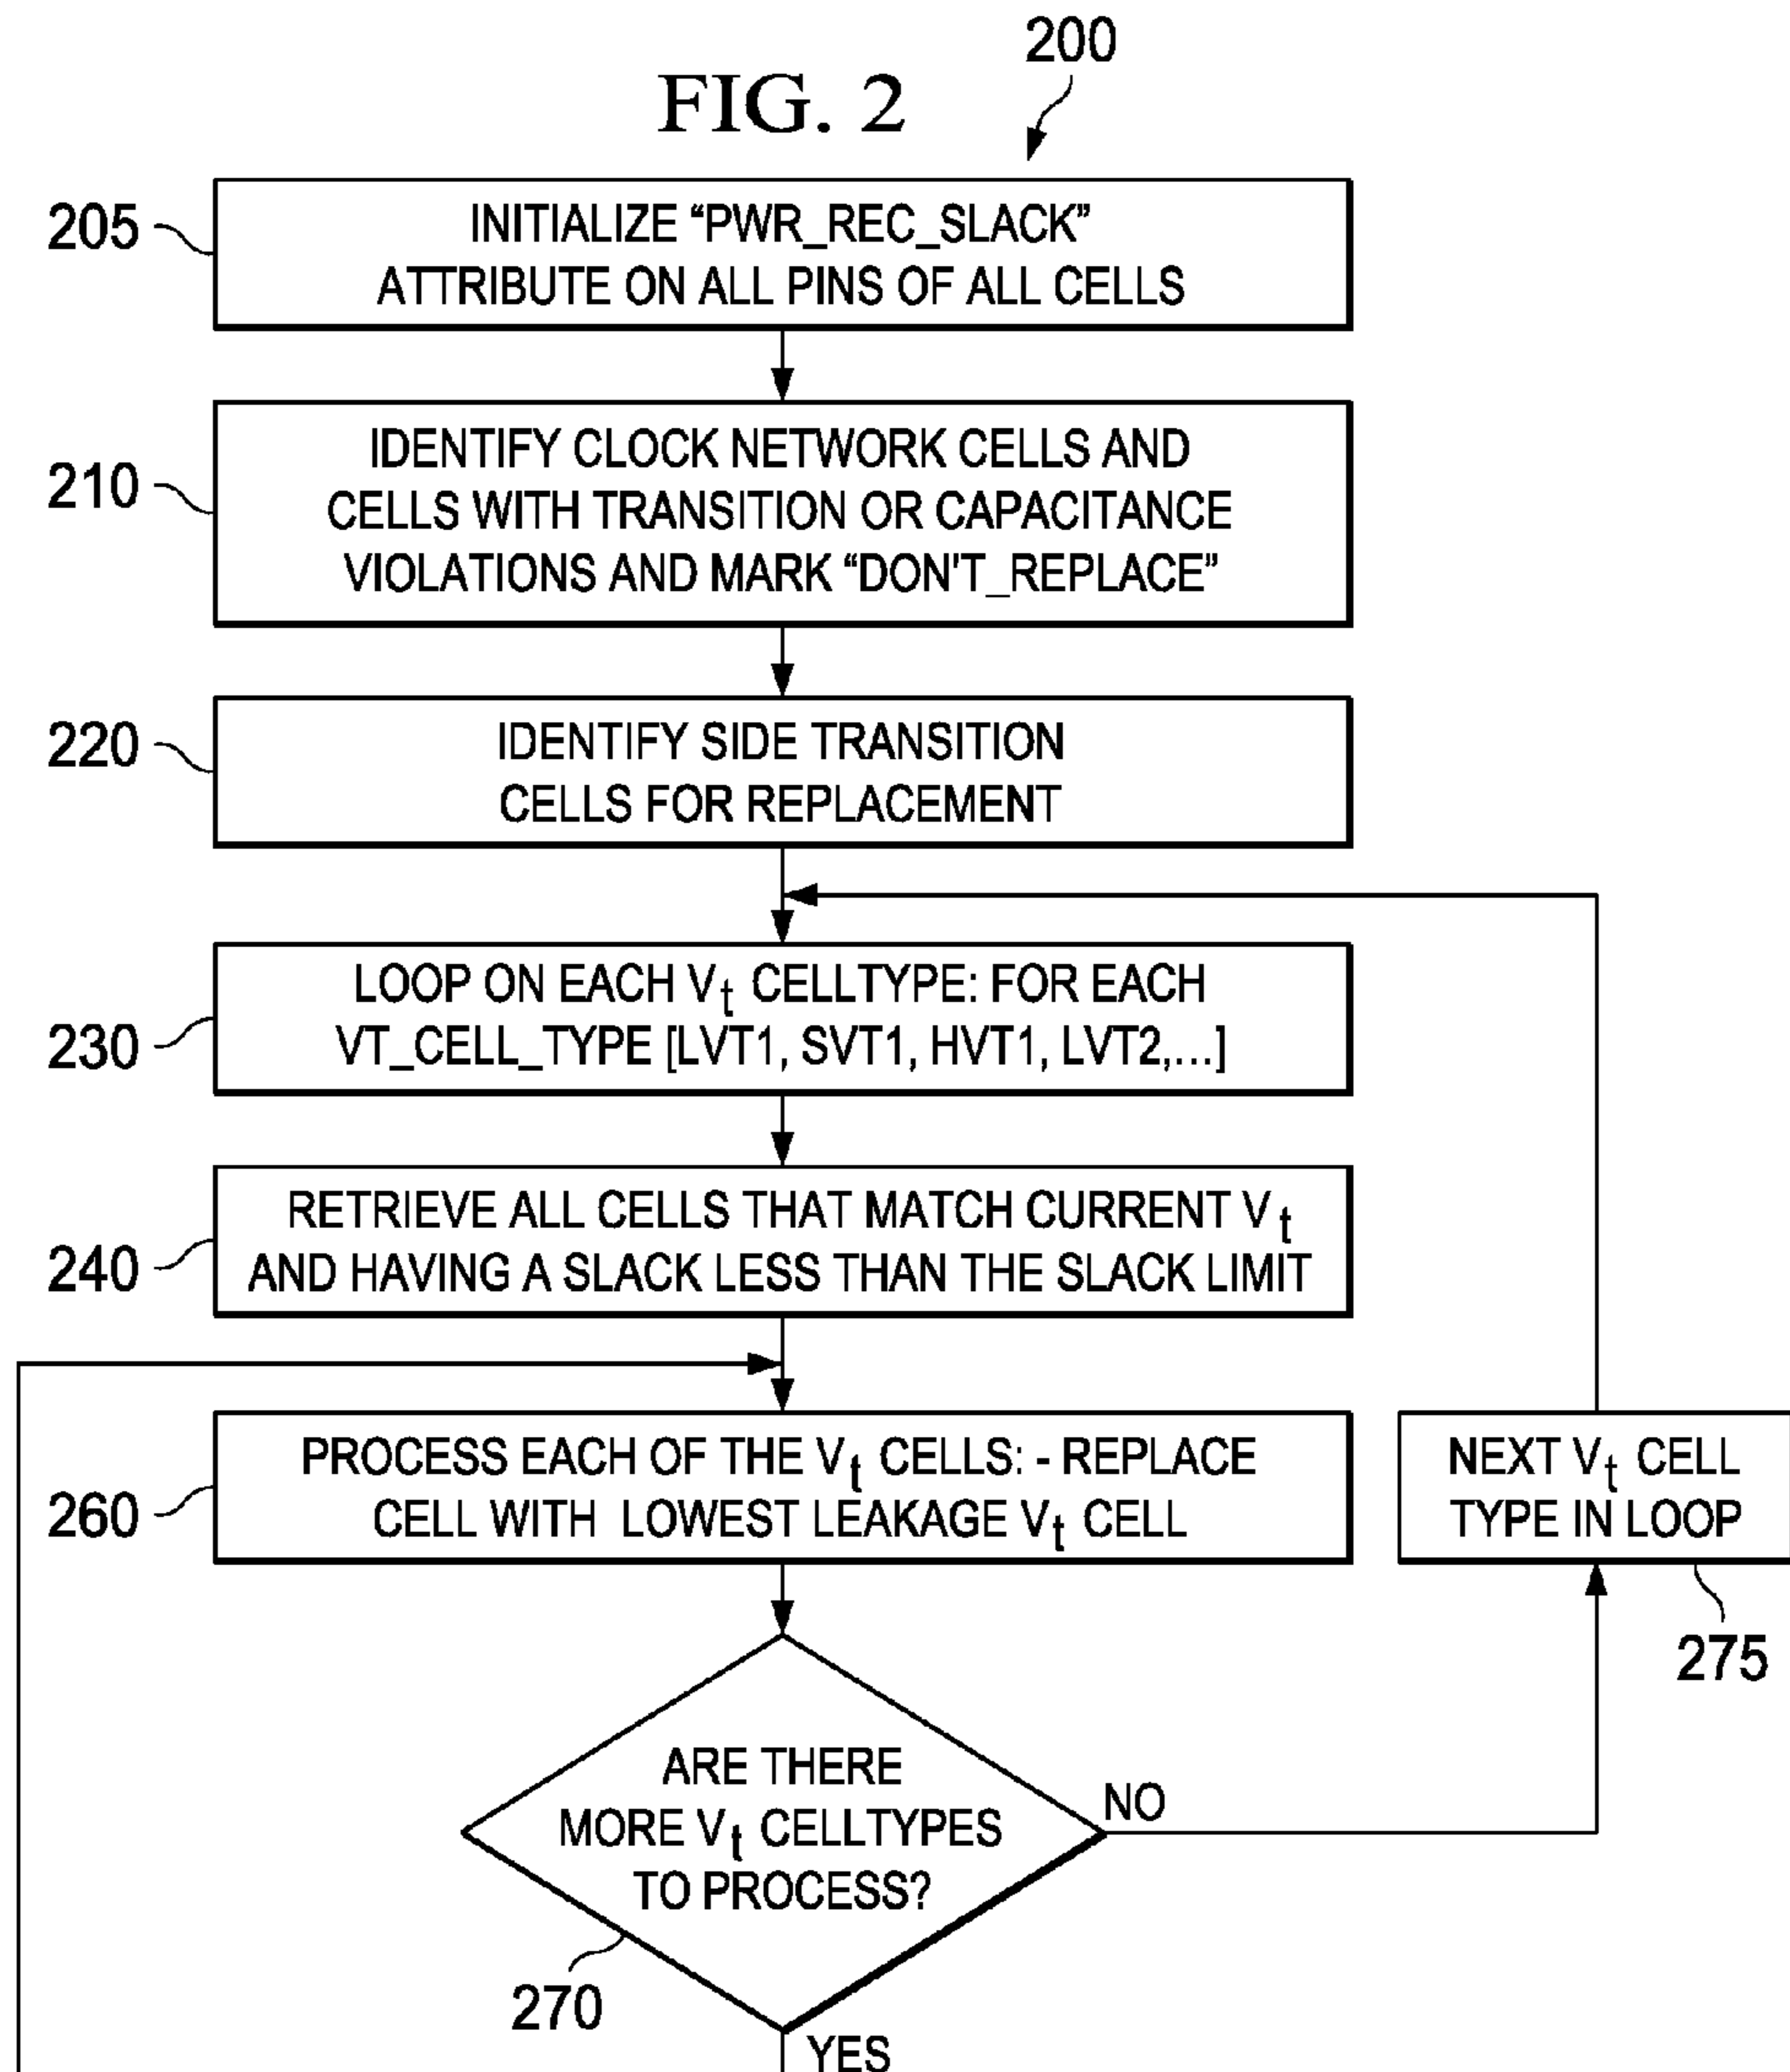 200
FIG. 2
205
INITIALIZE “PWR_REC_SLACK”
ATTRIBUTE ON ALL PINS OF ALL CELLS
210
IDENTIFY CLOCK NETWORK CELLS AND
CELLS WITH TRANSITION OR CAPACITANCE
VIOLATIONS AND MARK “DON'T_REPLACE”
220
IDENTIFY SIDE TRANSITION
CELLS FOR REPLACEMENT
230
LOOP ON EACH Vt CELLTYPE: FOR EACH
VT_CELL_TYPE [LVT1, SVT1, HVT1, LVT2,...]
240
RETRIEVE ALL CELLS THAT MATCH CURRENT Vt
AND HAVING A SLACK LESS THAN THE SLACK LIMIT
260
PROCESS EACH OF THE Vt CELLS: - REPLACE
CELL WITH LOWEST LEAKAGE Vt CELL
NEXT Vt CELL
TYPE IN LOOP
275
ARE THERE
MORE Vt CELLTYPES
TO PROCESS?
NO
270
YES